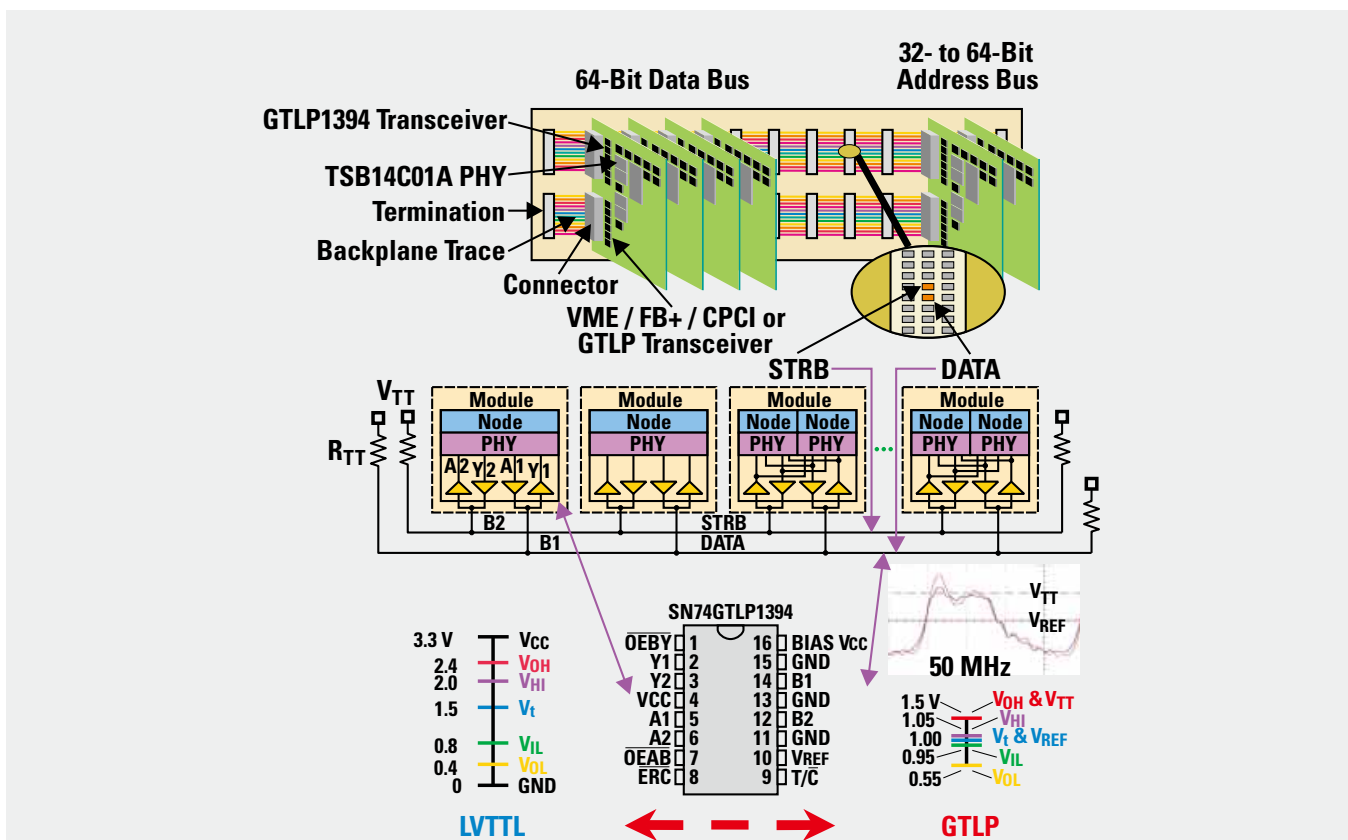 64-Bit Data Bus
32- to 64-Bit
Address Bus
GTLP1394 Transceiver
TSB14C01A PHY
Termination
Backplane Trace
Connector
VME / FB+ / CPCI or
GTLP Transceiver
STRB
DATA
VTT
RTT
Module
Node
PHY
A2 Y2 A1 Y1
Module
Node
PHY
Module
Node Node
PHY PHY
...
Module
Node Node
PHY PHY
B2
STRB
B1
DATA
VTT
VREF
50 MHz
SN74GTLP1394
O̅E̅B̅Y̅ 1 16 BIAS VCC
Y1 2 15 GND
Y2 3 14 B1
VCC 4 13 GND
A1 5 12 B2
A2 6 11 GND
O̅E̅A̅B̅ 7 10 VREF
E̅R̅C̅ 8 9 T/C̅
3.3 V VCC
2.4 VOH
2.0 VHI
1.5 Vt
0.8 VIL
0.4 VOL
0 GND
LVTTL
1.5 V VOH & VTT
1.05 VHI
1.00 Vt & VREF
0.95 VIL
0.55 VOL
GTLP